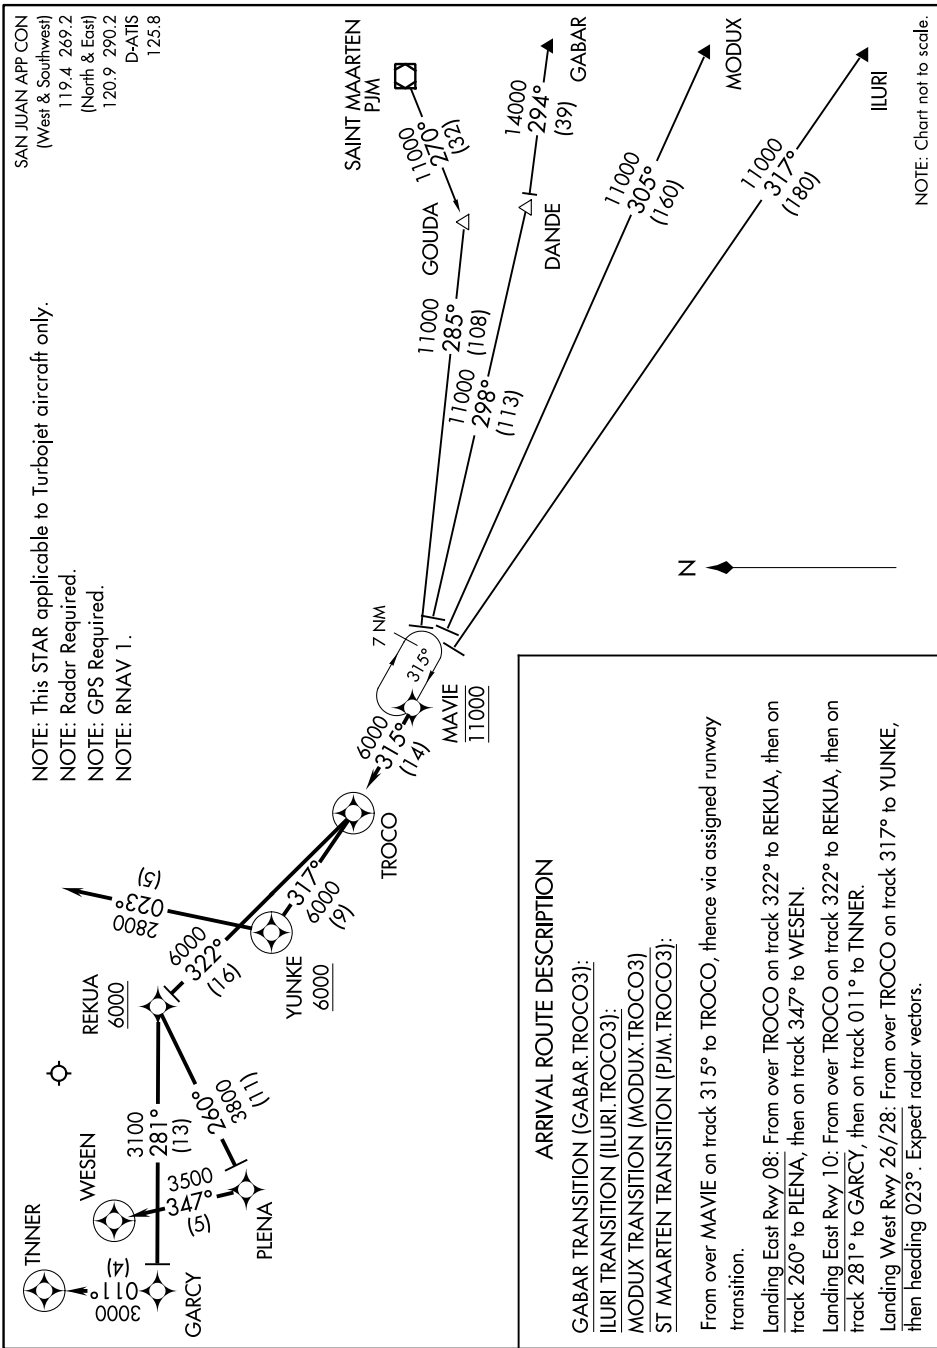 SAN JUAN APP CON
(West & Southwest)
119.4 269.2
(North & East)
120.9 290.2
D-ATIS
125.8
NOTE: This STAR applicable to Turbojet aircraft only.
NOTE: Radar Required.
NOTE: GPS Required.
NOTE: RNAV 1.
TNNER
3000
011°
(4)
GARCY
WESEN
3500
347°
(5)
PLENA
3100
281°
(13)
260°
3800
(11)
REKUA
6000
6000
322°
(16)
2800
023°
(5)
YUNKE
6000
317°
6000
(9)
TROCO
6000
315°
(14)
MAVIE
11000
7 NM
315°
11000
285°
(108)
GOUDA
11000
270°
(32)
SAINT MAARTEN
PJM
11000
298°
(113)
DANDE
14000
294°
(39)
GABAR
11000
305°
(160)
MODUX
11000
317°
(180)
ILURI
N
NOTE: Chart not to scale.
ARRIVAL ROUTE DESCRIPTION
GABAR TRANSITION (GABAR.TROCO3):
ILURI TRANSITION (ILURI.TROCO3):
MODUX TRANSITION (MODUX.TROCO3)
ST MAARTEN TRANSITION (PJM.TROCO3):
From over MAVIE on track 315° to TROCO, thence via assigned runway
transition.
Landing East Rwy 08: From over TROCO on track 322° to REKUA, then on
track 260° to PLENA, then on track 347° to WESEN.
Landing East Rwy 10: From over TROCO on track 322° to REKUA, then on
track 281° to GARCY, then on track 011° to TNNER.
Landing West Rwy 26/28: From over TROCO on track 317° to YUNKE,
then heading 023°. Expect radar vectors.